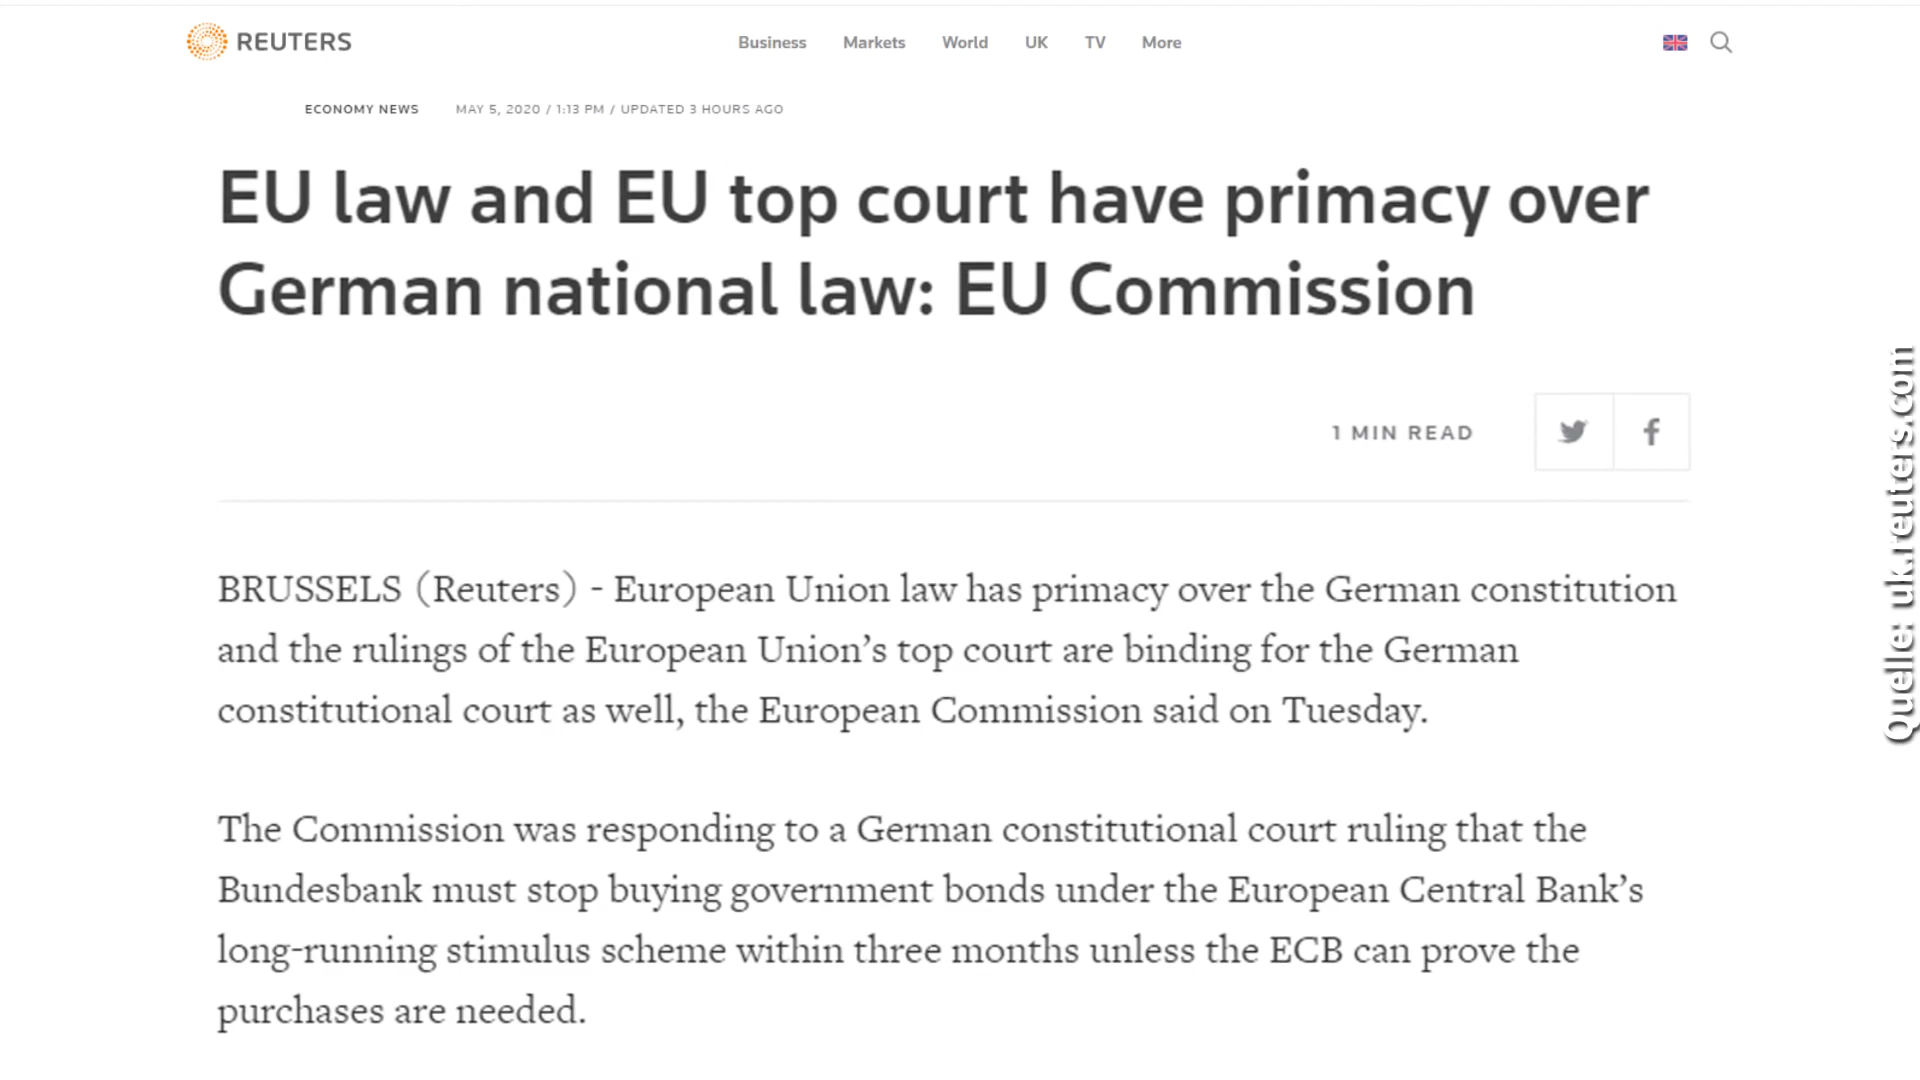 REUTERS
Business Markets World UK TV More
ECONOMY NEWS MAY 5, 2020 / 1:13 PM / UPDATED 3 HOURS AGO
EU law and EU top court have primacy over
German national law: EU Commission
1 MIN READ
BRUSSELS (Reuters) - European Union law has primacy over the German constitution
and the rulings of the European Union’s top court are binding for the German
constitutional court as well, the European Commission said on Tuesday.
The Commission was responding to a German constitutional court ruling that the
Bundesbank must stop buying government bonds under the European Central Bank’s
long-running stimulus scheme within three months unless the ECB can prove the
purchases are needed.
Quelle: uk.reuters.com